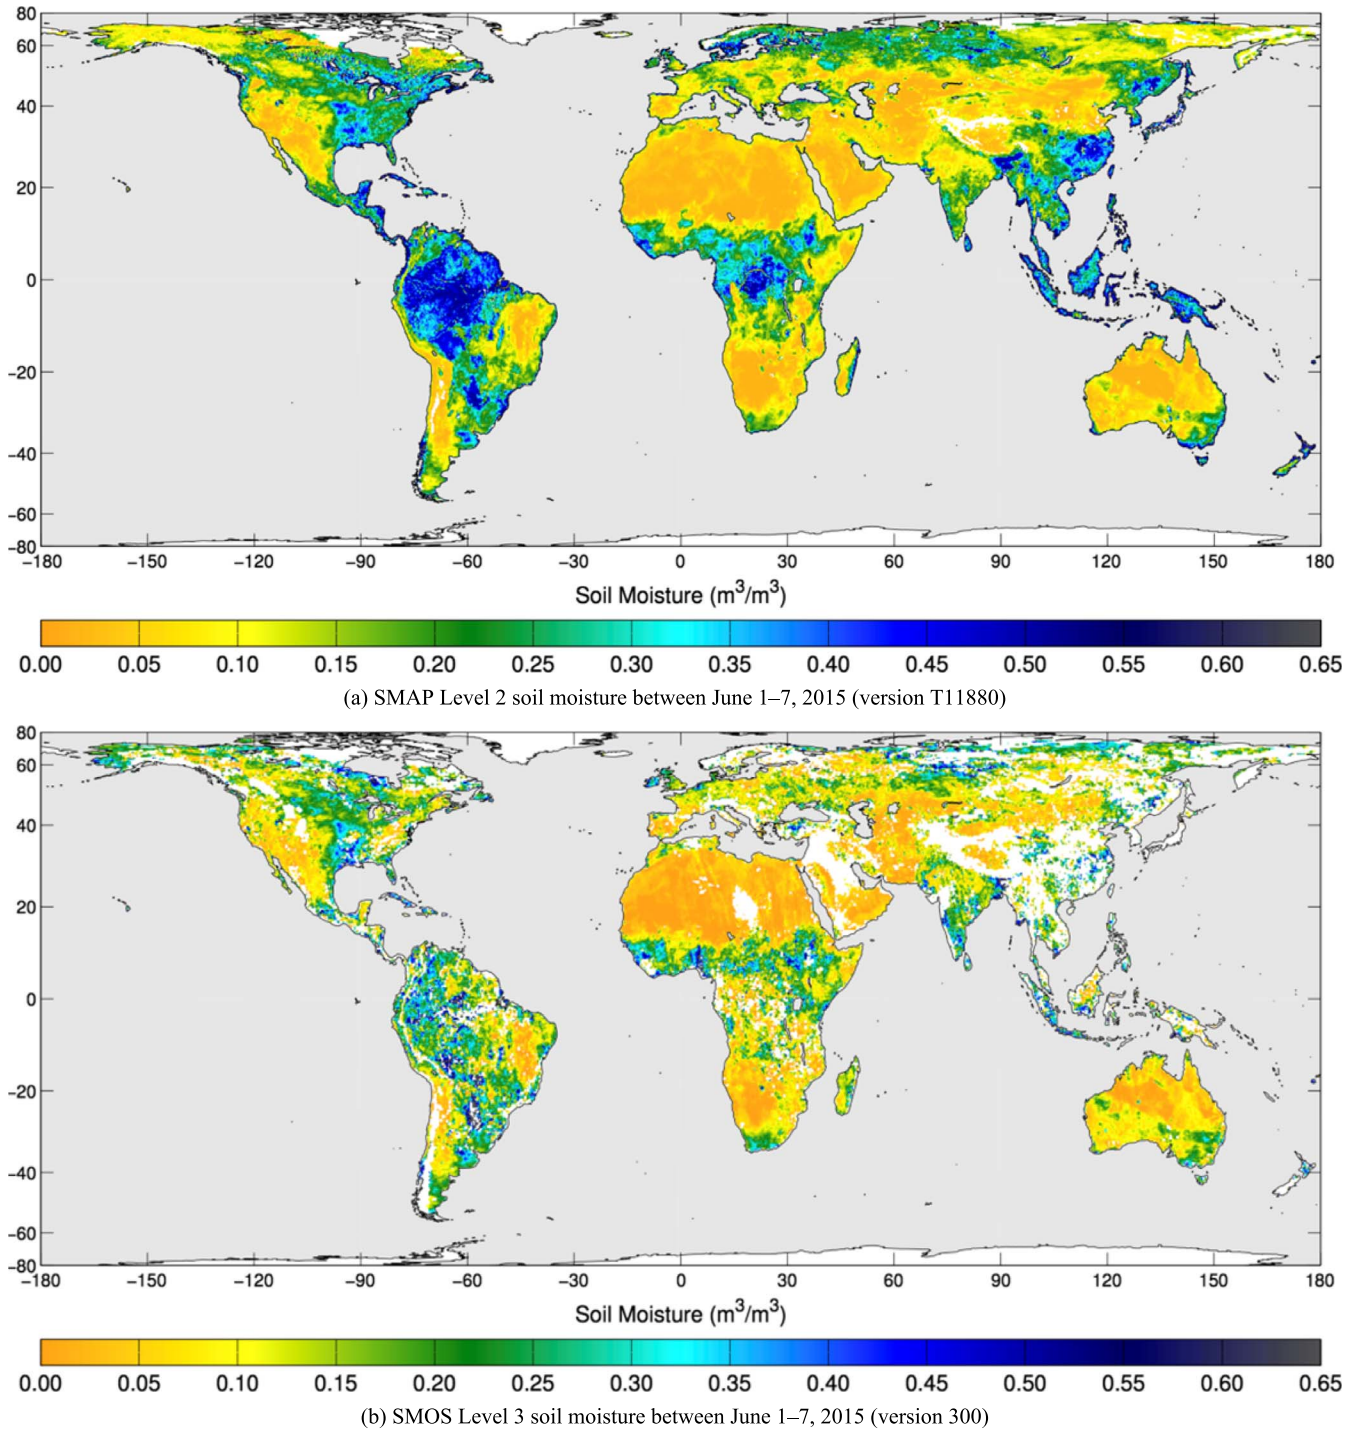 80
60
40
20
0
−20
−40
−60
−80
−180 −150 −120 −90 −60 −30 0 30 60 90 120 150 180
Soil Moisture (m³/m³)
0.00 0.05 0.10 0.15 0.20 0.25 0.30 0.35 0.40 0.45 0.50 0.55 0.60 0.65
(a) SMAP Level 2 soil moisture between June 1–7, 2015 (version T11880)
80
60
40
20
0
−20
−40
−60
−80
−180 −150 −120 −90 −60 −30 0 30 60 90 120 150 180
Soil Moisture (m³/m³)
0.00 0.05 0.10 0.15 0.20 0.25 0.30 0.35 0.40 0.45 0.50 0.55 0.60 0.65
(b) SMOS Level 3 soil moisture between June 1–7, 2015 (version 300)